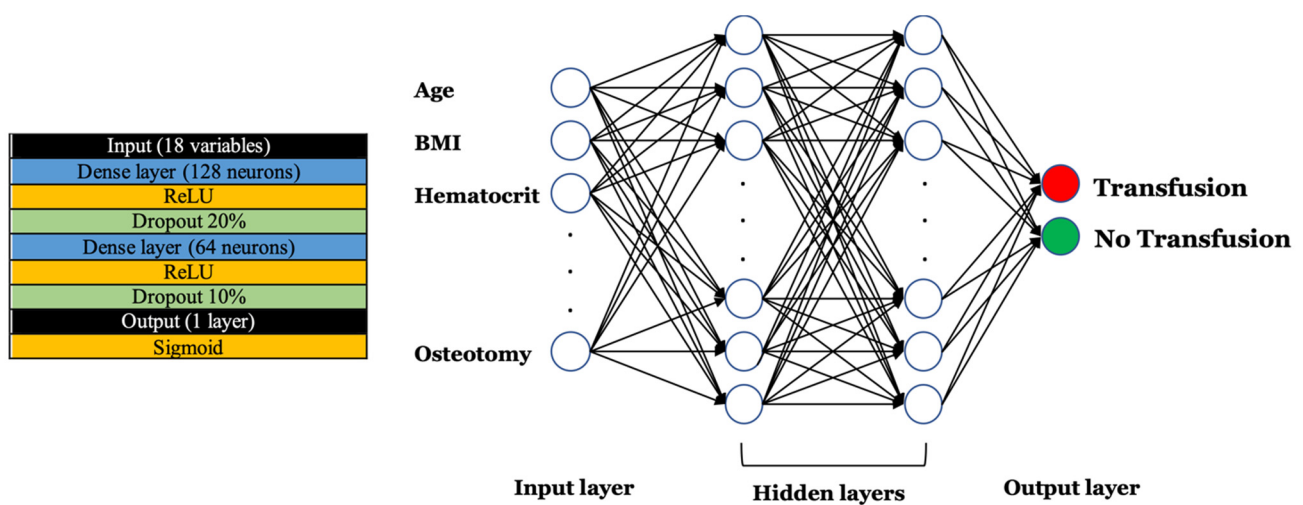 Input (18 variables)
Dense layer (128 neurons)
ReLU
Dropout 20%
Dense layer (64 neurons)
ReLU
Dropout 10%
Output (1 layer)
Sigmoid
Age
BMI
Hematocrit
Osteotomy
Transfusion
No Transfusion
Input layer
Hidden layers
Output layer